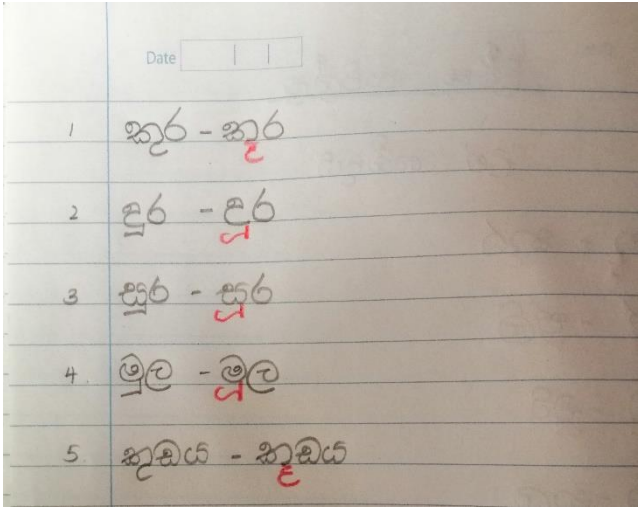 Date
1 කුර - කූර
2 දුර - දූර
3 සුර - සූර
4. මුල - මූල
5. කුඩය - කූඩය